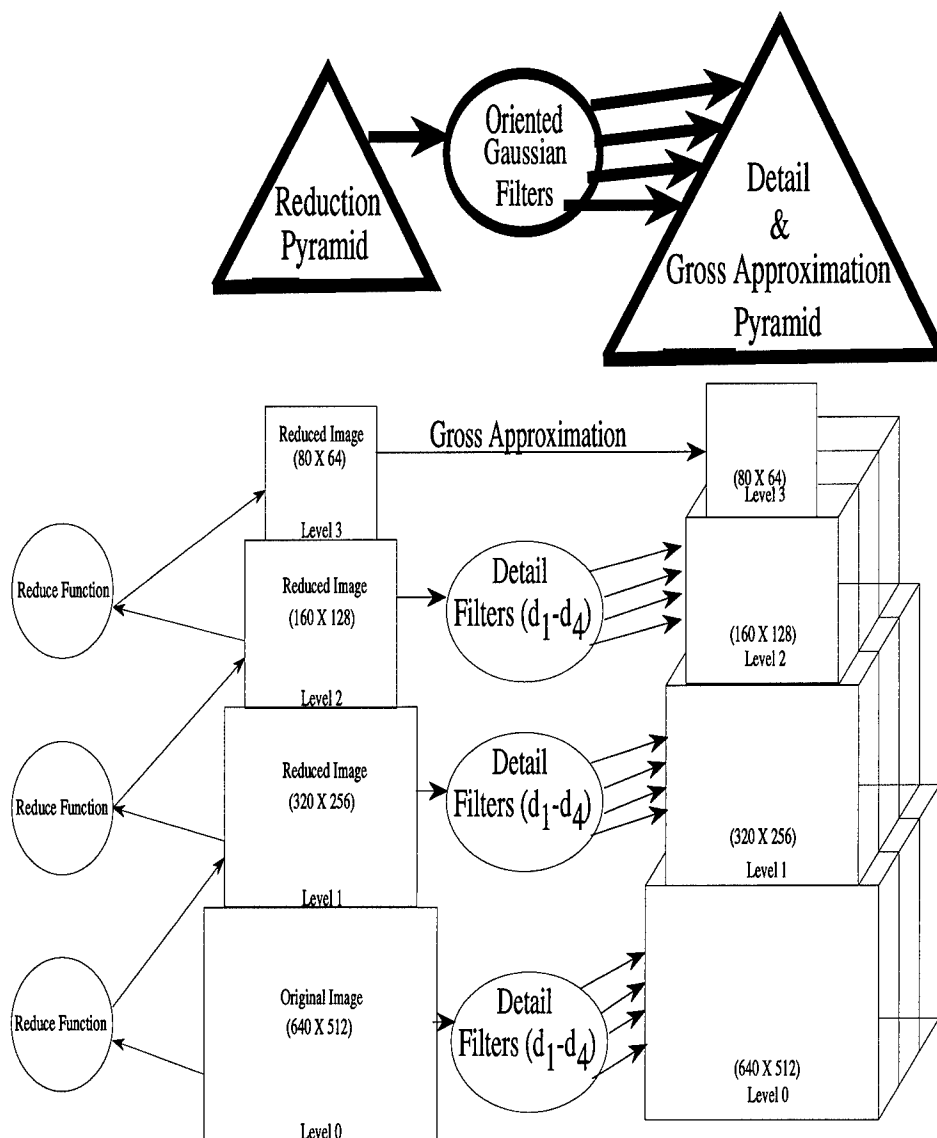 Reduction
Pyramid
Oriented
Gaussian
Filters
Detail
&
Gross Approximation
Pyramid
Reduced Image
(80 X 64)
Level 3
Gross Approximation
(80 X 64)
Level 3
Reduce Function
Reduced Image
(160 X 128)
Level 2
Detail
Filters (d1-d4)
(160 X 128)
Level 2
Reduce Function
Reduced Image
(320 X 256)
Level 1
Detail
Filters (d1-d4)
(320 X 256)
Level 1
Reduce Function
Original Image
(640 X 512)
Level 0
Detail
Filters (d1-d4)
(640 X 512)
Level 0